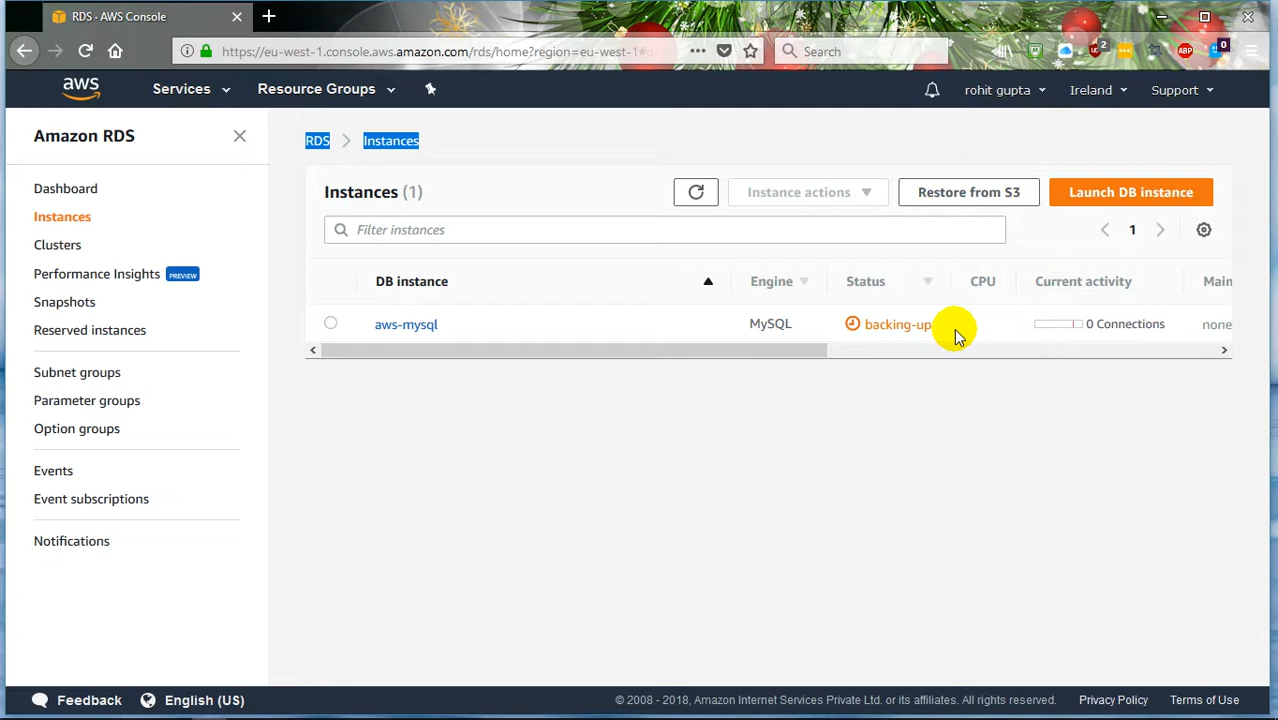 RDS · AWS Console
https://eu-west-1.console.aws.amazon.com/rds/home?region=eu-west-1#
Search
2
ABP
0
aws
Services
Resource Groups
rohit gupta
Ireland
Support
Amazon RDS
Dashboard
Instances
Clusters
Performance Insights PREVIEW
Snapshots
Reserved instances
Subnet groups
Parameter groups
Option groups
Events
Event subscriptions
Notifications
RDS Instances
Instances (1)
Instance actions
Restore from S3
Launch DB instance
Filter instances
1
DB instance Engine Status CPU Current activity Main
aws-mysql MySQL backing-up 0 Connections none
Feedback
English (US)
© 2008 - 2018, Amazon Internet Services Private Ltd. or its affiliates. All rights reserved.
Privacy Policy
Terms of Use